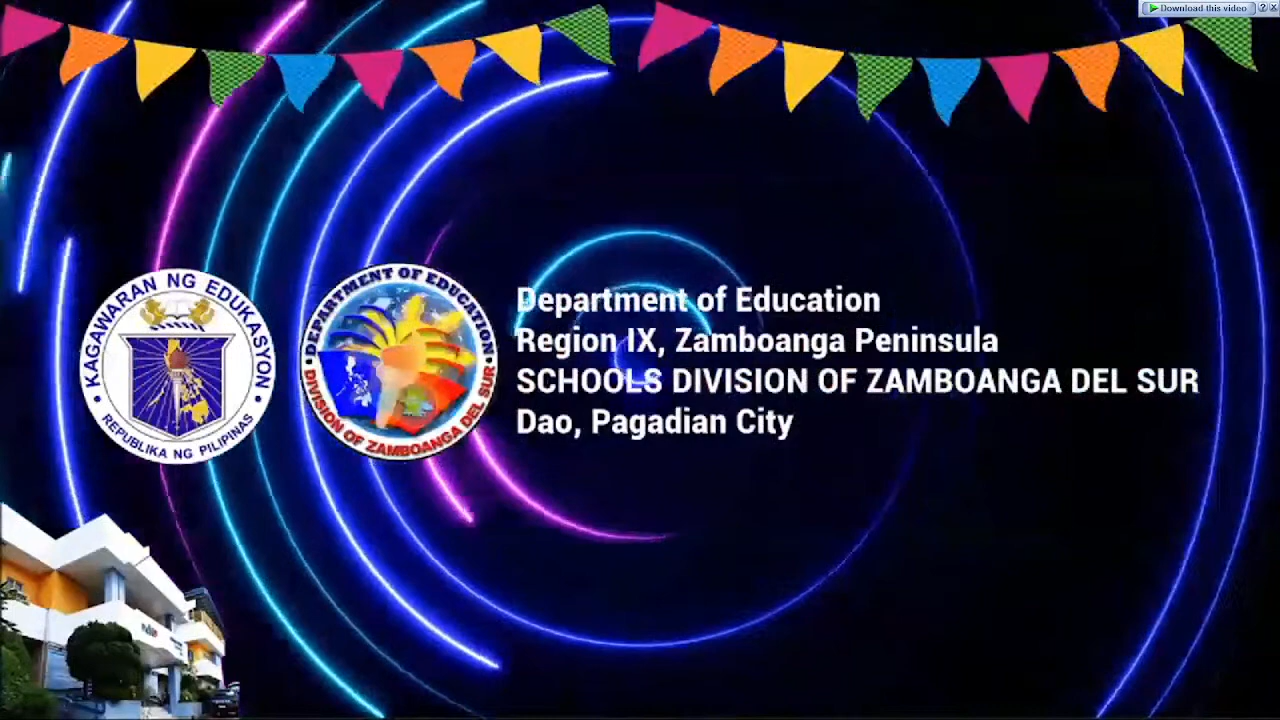 Download this video
KAGAWARAN NG EDUKASYON
REPUBLIKA NG PILIPINAS
DEPARTMENT OF EDUCATION
DIVISION OF ZAMBOANGA DEL SUR
Department of Education
Region IX, Zamboanga Peninsula
SCHOOLS DIVISION OF ZAMBOANGA DEL SUR
Dao, Pagadian City